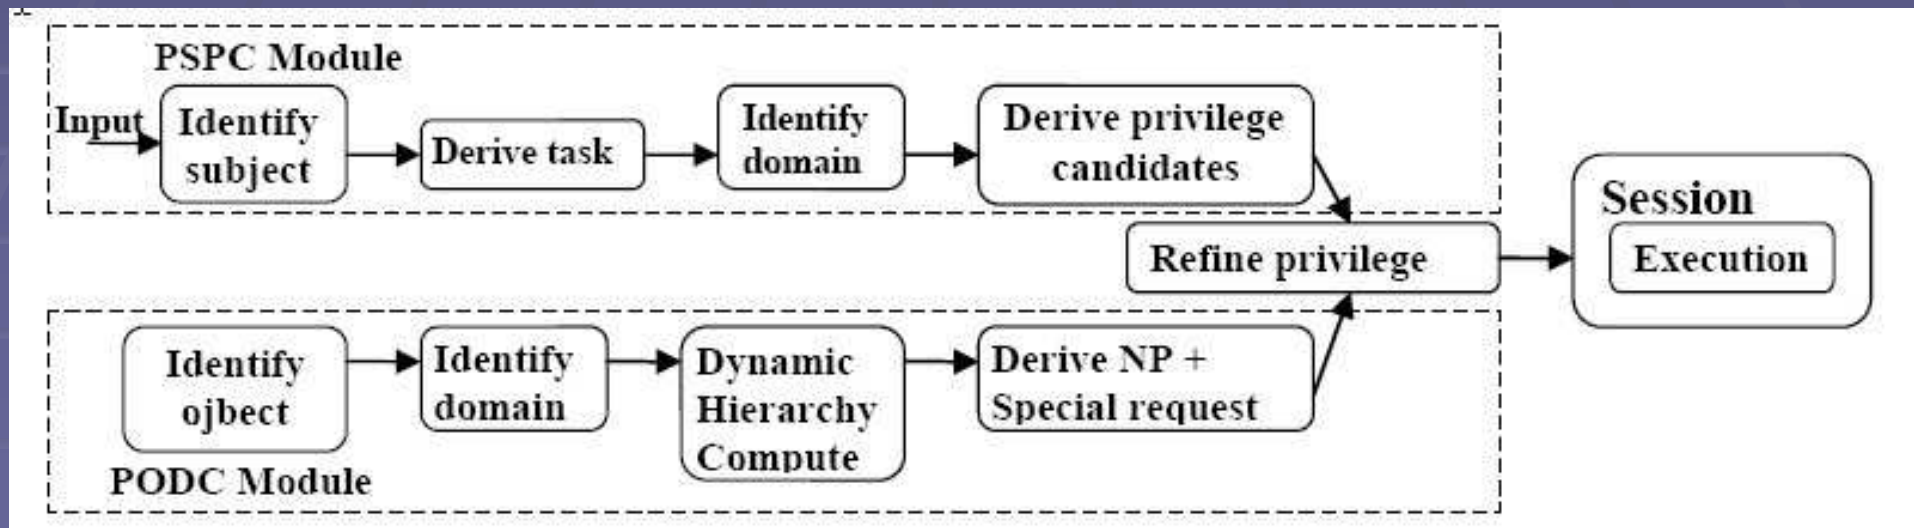 PSPC Module
Input
Identify
subject
Derive task
Identify
domain
Derive privilege
candidates
Refine privilege
Session
Execution
Identify
ojbect
Identify
domain
Dynamic
Hierarchy
Compute
Derive NP +
Special request
PODC Module